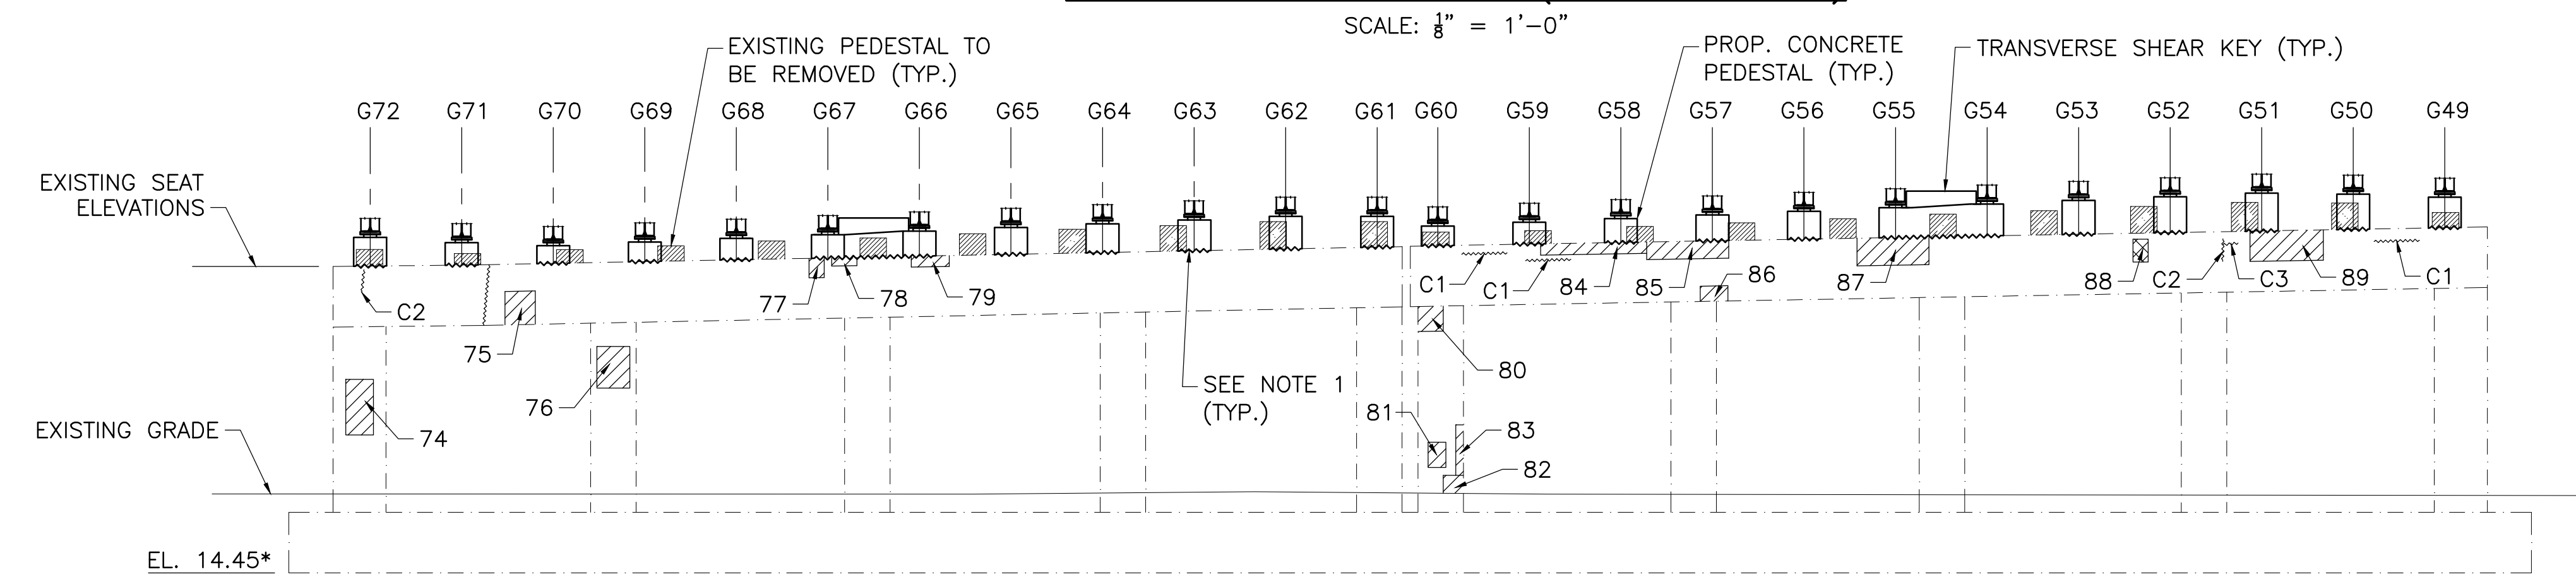 SCALE: 1/8" = 1'-0"
EXISTING PEDESTAL TO
BE REMOVED (TYP.)
PROP. CONCRETE
PEDESTAL (TYP.)
TRANSVERSE SHEAR KEY (TYP.)
G72 G71 G70 G69 G68 G67 G66 G65 G64 G63 G62 G61 G60 G59 G58 G57 G56 G55 G54 G53 G52 G51 G50 G49
EXISTING SEAT
ELEVATIONS
C2
75
77
78
79
C1
C1
84
85
86
87
88
C2
C3
89
C1
74
76
SEE NOTE 1
(TYP.)
80
81
83
82
EXISTING GRADE
EL. 14.45*